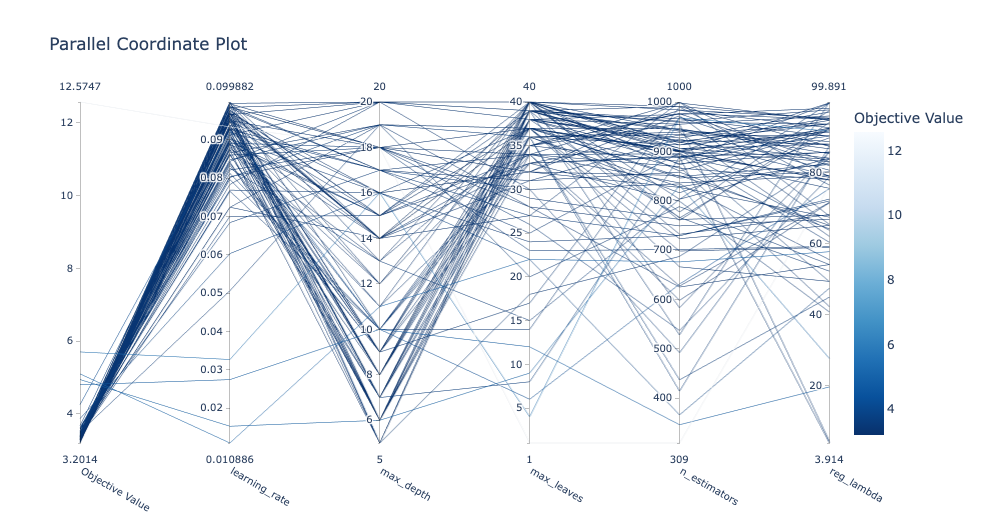 Parallel Coordinate Plot
12.5747 0.099882 20 40 1000 99.891
Objective Value
12 10 8 6 4
0.09 0.08 0.07 0.06 0.05 0.04 0.03 0.02
20 18 16 14 12 10 8 6
40 35 30 25 20 15 10 5
1000 900 800 700 600 500 400
80 60 40 20
12 10 8 6 4
3.2014 0.010886 5 1 309 3.914
Objective Value learning_rate max_depth max_leaves n_estimators reg_lambda